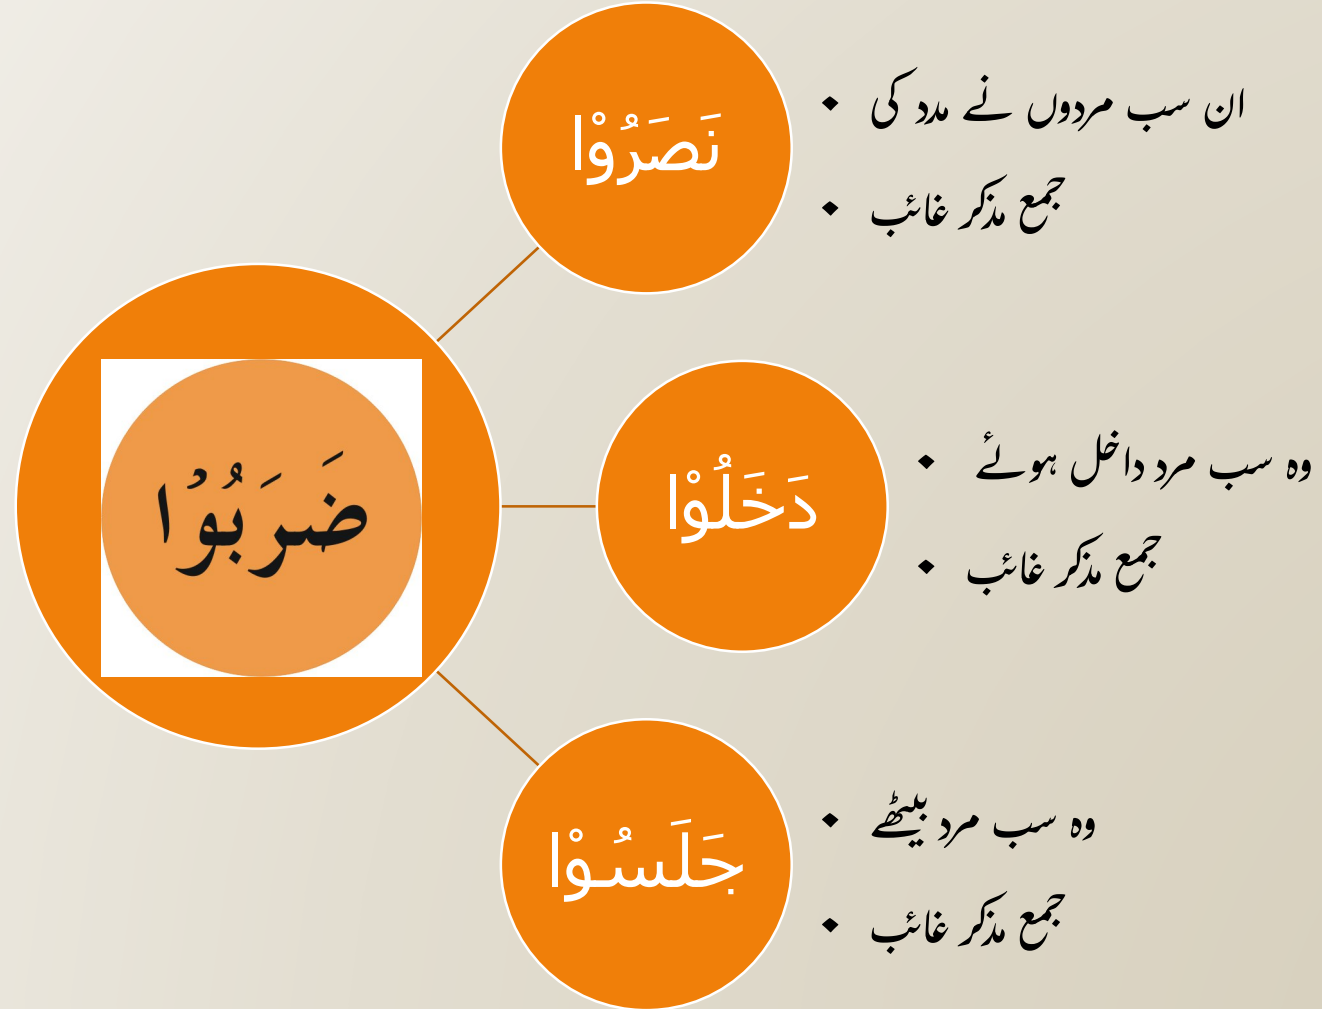 ضَرَبُوۡا
نَصَرُوْا
ان سب مردوں نے مدد کی
جمع مذکر غائب
دَخَلُوْا
وہ سب مرد داخل ہوئے
جمع مذکر غائب
جَلَسُوْا
وہ سب مرد بیٹھے
جمع مذکر غائب